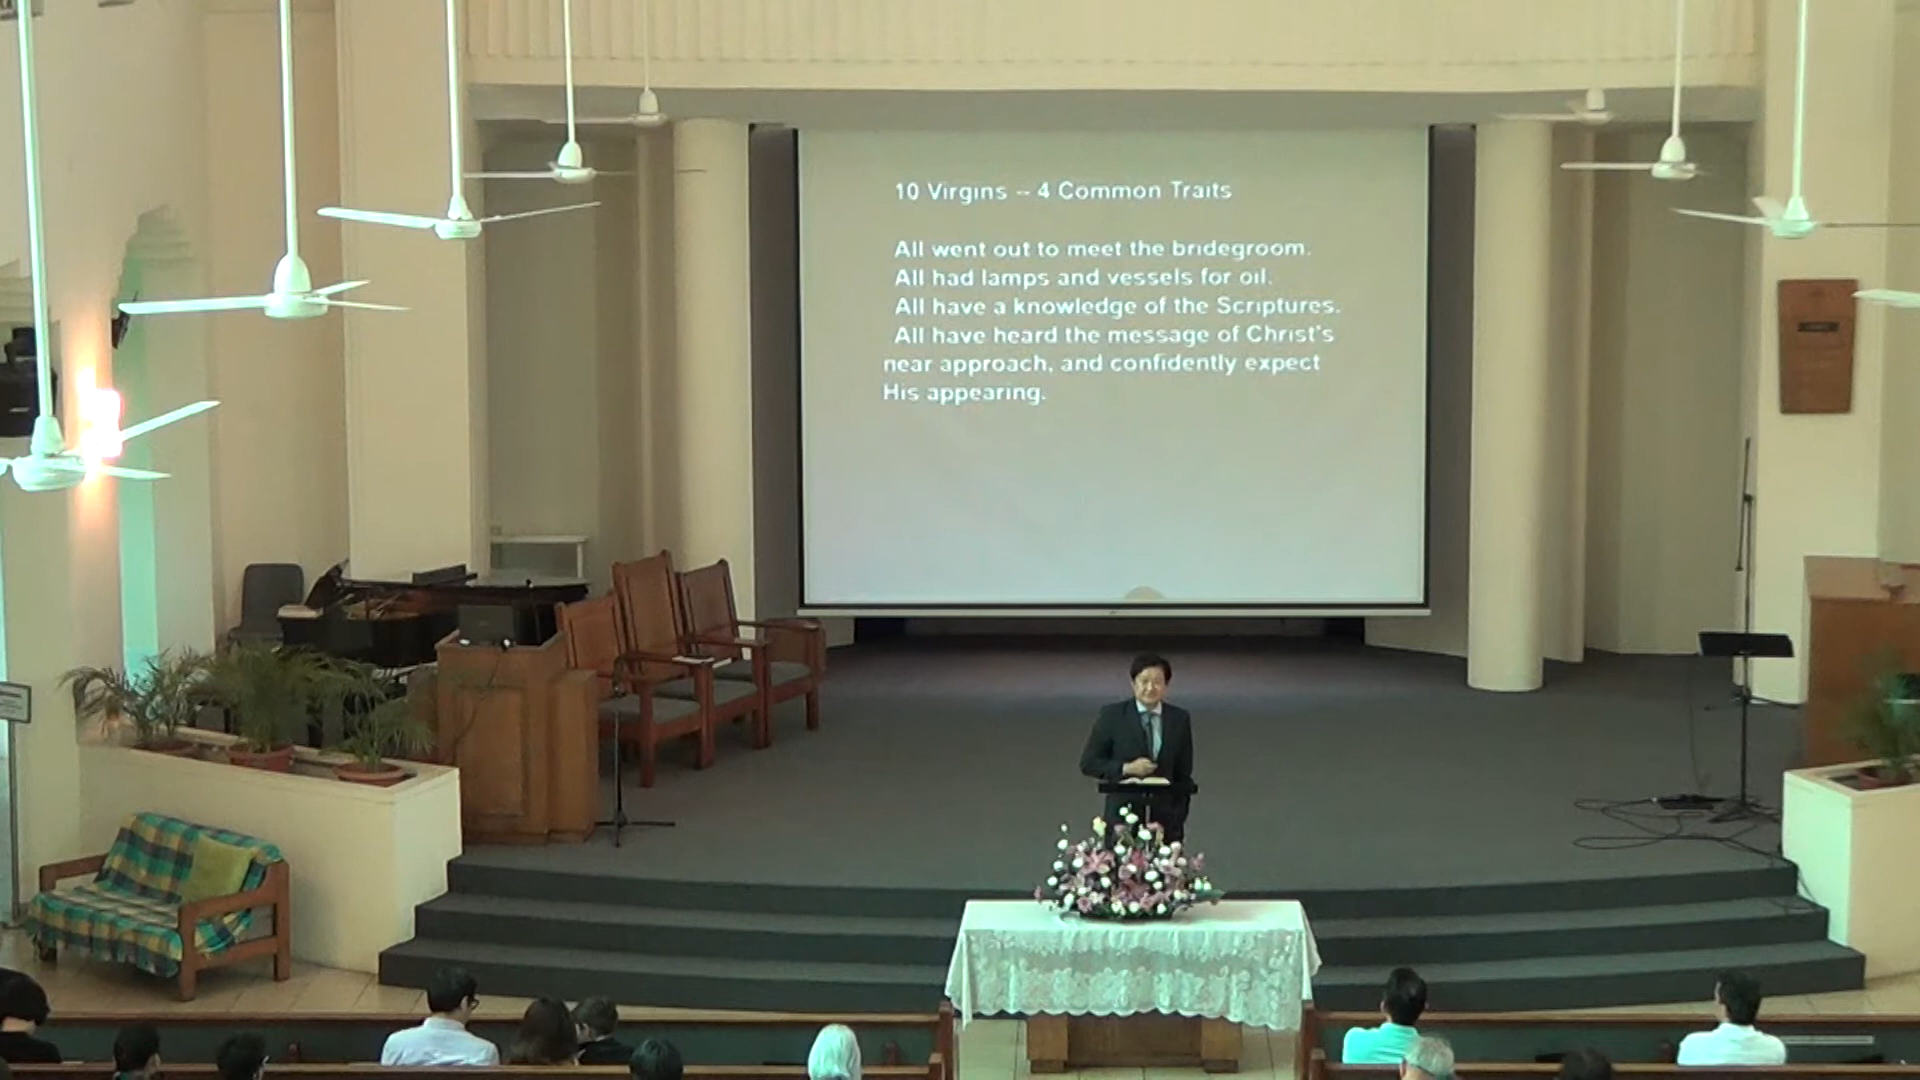 10 Virgins -- 4 Common Traits
All went out to meet the bridegroom.
All had lamps and vessels for oil.
All have a knowledge of the Scriptures.
All have heard the message of Christ's
near approach, and confidently expect
His appearing.